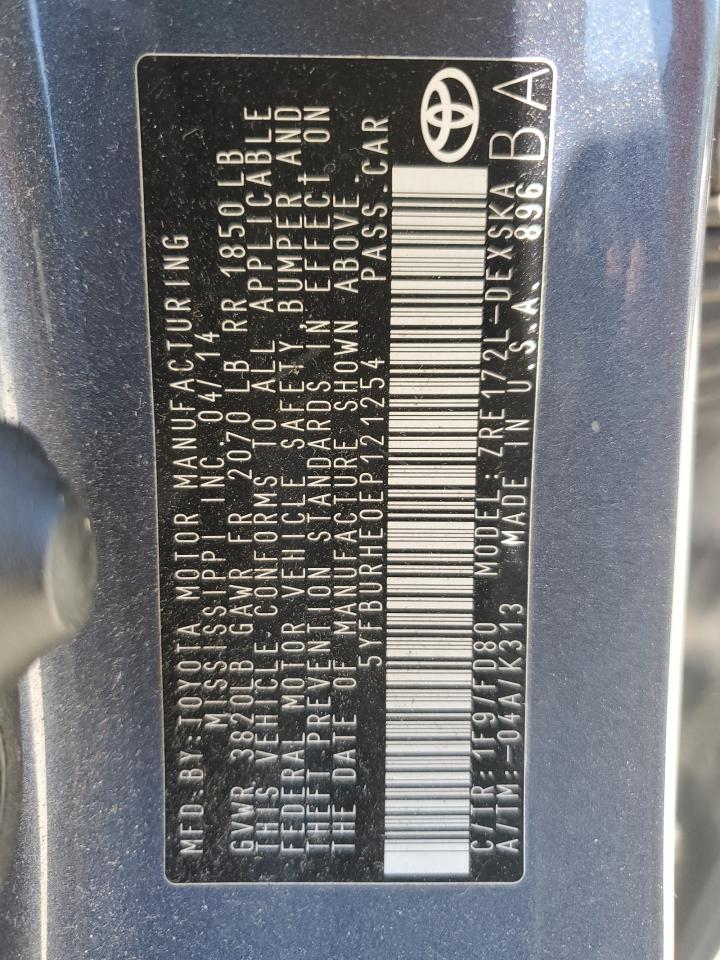 MFD.BY:TOYOTA MOTOR MANUFACTURING
MISSISSIPPI INC. 04/14
GVWR 3820LB GAWR FR 2070 LB RR 1850 LB
THIS VEHICLE CONFORMS TO ALL APPLICABLE
FEDERAL MOTOR VEHICLE SAFETY, BUMPER AND
THEFT PREVENTION STANDARDS IN EFFECT ON
THE DATE OF MANUFACTURE SHOWN ABOVE.
5YFBURHE0EP121254 PASS.CAR
C/TR:1F9/FD80 MODEL:ZRE172L-DEXSKA
A/TM:-04A/K313 MADE IN U.S.A. 896
BA